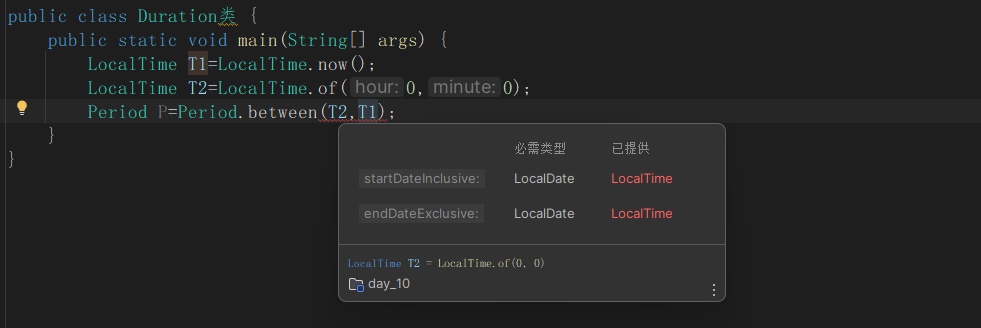 public class Duration类 {
public static void main(String[] args) {
LocalTime T1=LocalTime.now();
LocalTime T2=LocalTime.of( hour: 0, minute: 0);
Period P=Period.between(T2,T1);
}
}
必需类型 已提供
startDateInclusive: LocalDate LocalTime
endDateExclusive: LocalDate LocalTime
LocalTime T2 = LocalTime.of(0, 0)
day_10